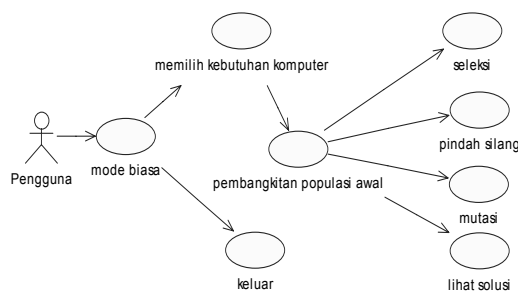 memilih kebutuhan komputer
seleksi
Pengguna
mode biasa
pembangkitan populasi awal
pindah silang
mutasi
keluar
lihat solusi